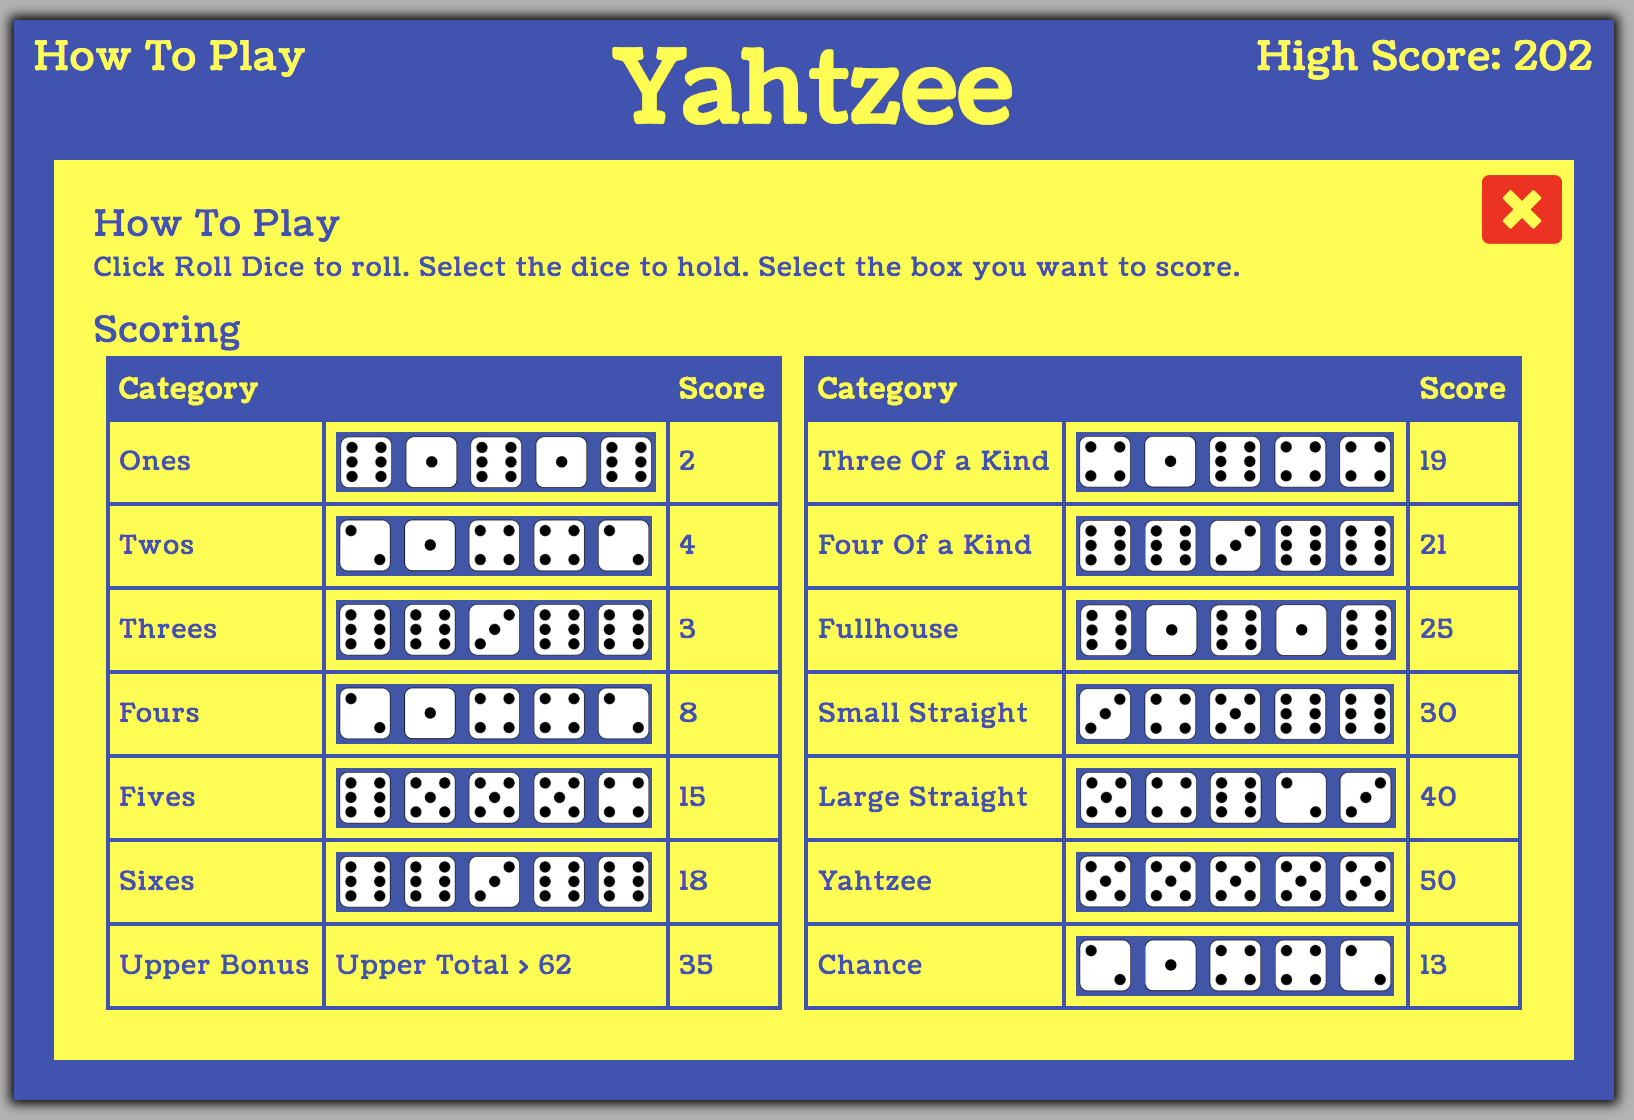 How To Play
Yahtzee
High Score: 202
How To Play
Click Roll Dice to roll. Select the dice to hold. Select the box you want to score.
Scoring
Category Score
Ones 2
Twos 4
Threes 3
Fours 8
Fives 15
Sixes 18
Upper Bonus Upper Total > 62 35
Category Score
Three Of a Kind 19
Four Of a Kind 21
Fullhouse 25
Small Straight 30
Large Straight 40
Yahtzee 50
Chance 13